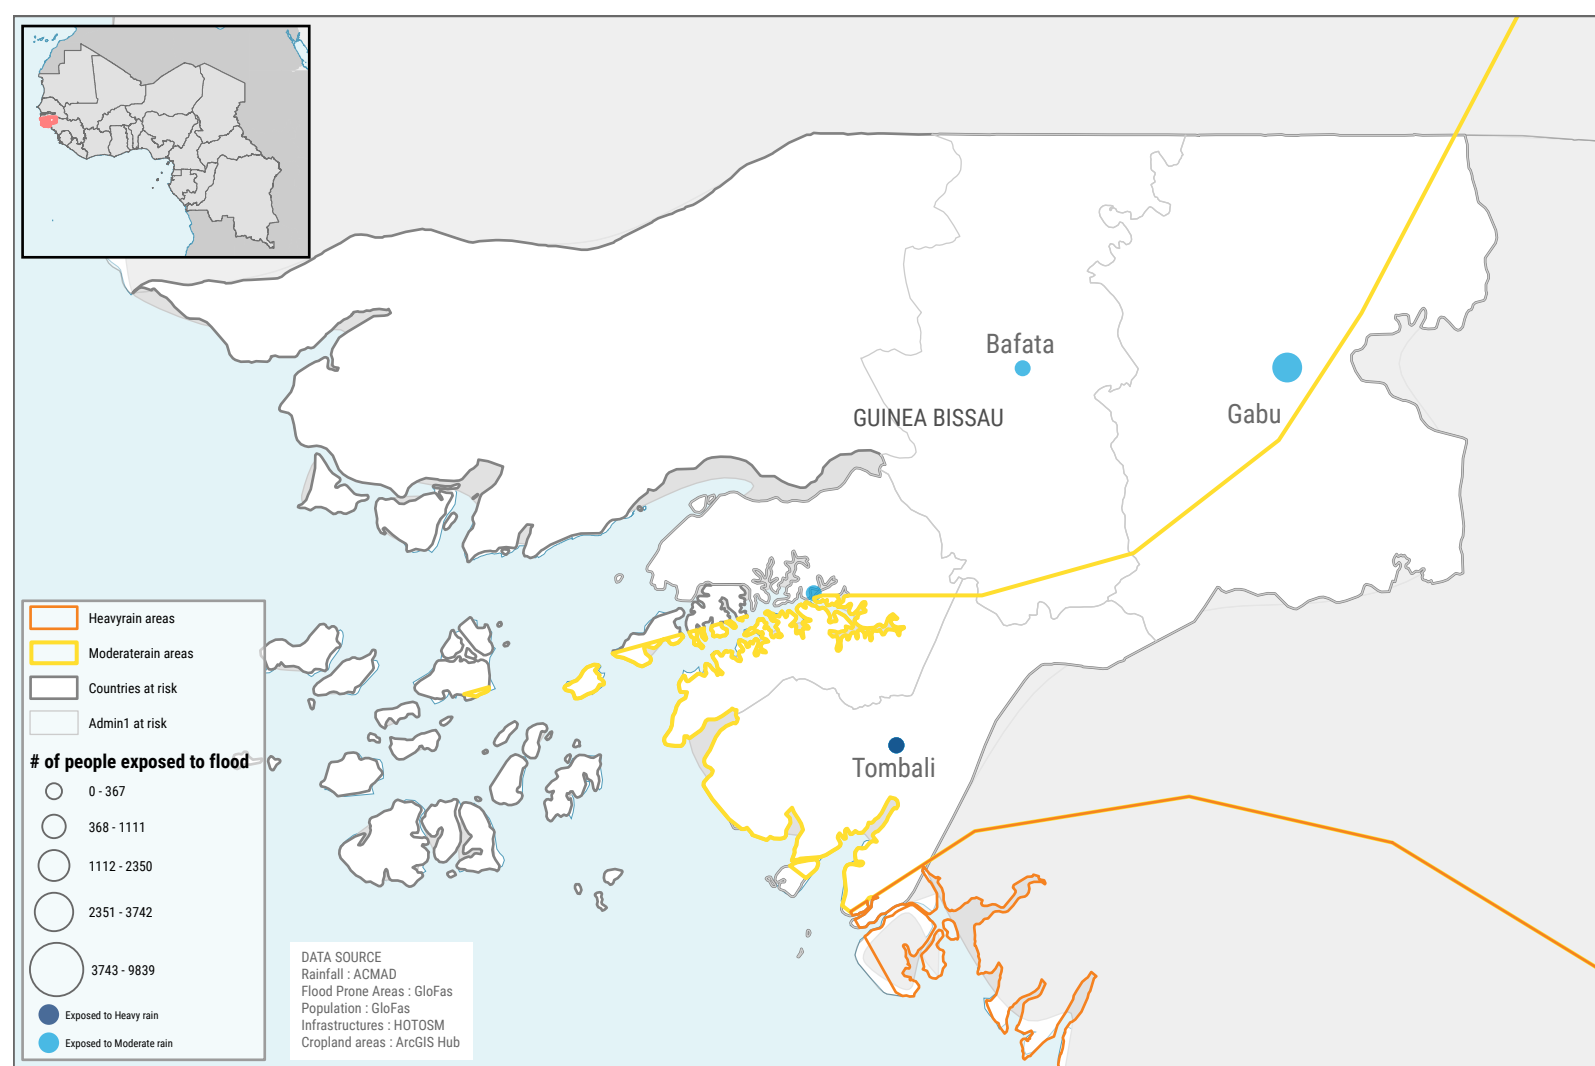 Bafata
GUINEA BISSAU
Gabu
Tombali
Heavyrain areas
Moderaterain areas
Countries at risk
Admin1 at risk
# of people exposed to flood
0 - 367
368 - 1111
1112 - 2350
2351 - 3742
3743 - 9839
Exposed to Heavy rain
Exposed to Moderate rain
DATA SOURCE
Rainfall : ACMAD
Flood Prone Areas : GloFas
Population : GloFas
Infrastructures : HOTOSM
Cropland areas : ArcGIS Hub